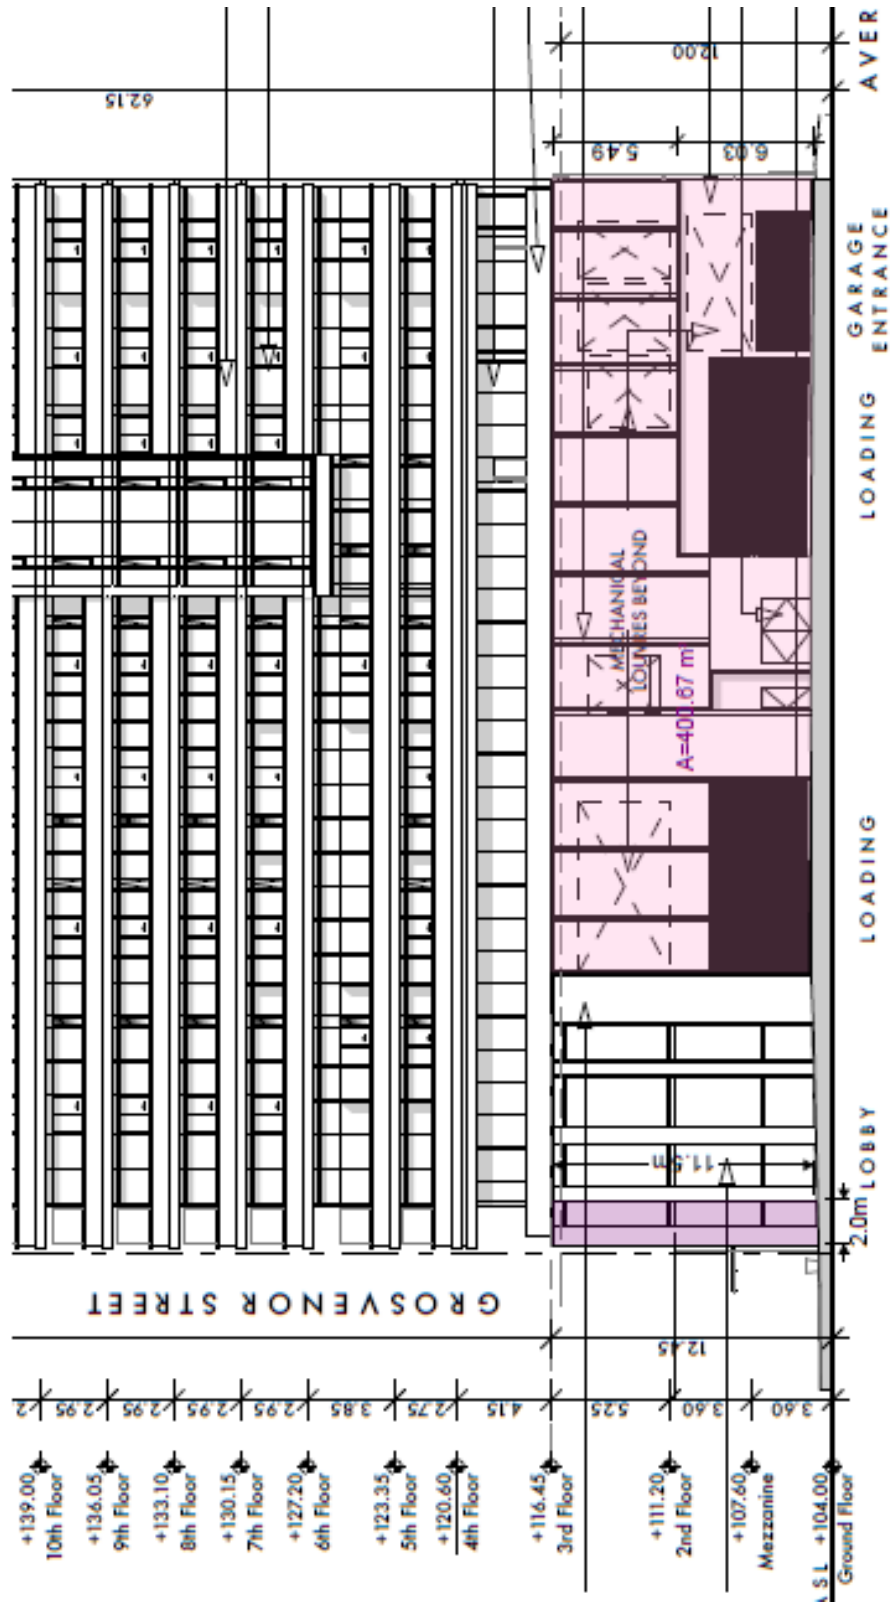 12.00
AVER
62.15
5.49
6.03
GARAGE
ENTRANCE
LOADING
MECHANICAL
LOUVRES BEYOND
LOADING
11.5m
LOBBY
2.0m
GROSVENOR STREET
12.45
2
2.95
2.95
2.95
2.95
2.95
3.85
2.75
4.15
5.25
3.60
3.60
+139.00
10th Floor
+136.05
9th Floor
+133.10
8th Floor
+130.15
7th Floor
+127.20
6th Floor
+123.35
5th Floor
+120.60
4th Floor
+116.45
3rd Floor
+111.20
2nd Floor
+107.60
Mezzanine
ASL +104.00
Ground Floor